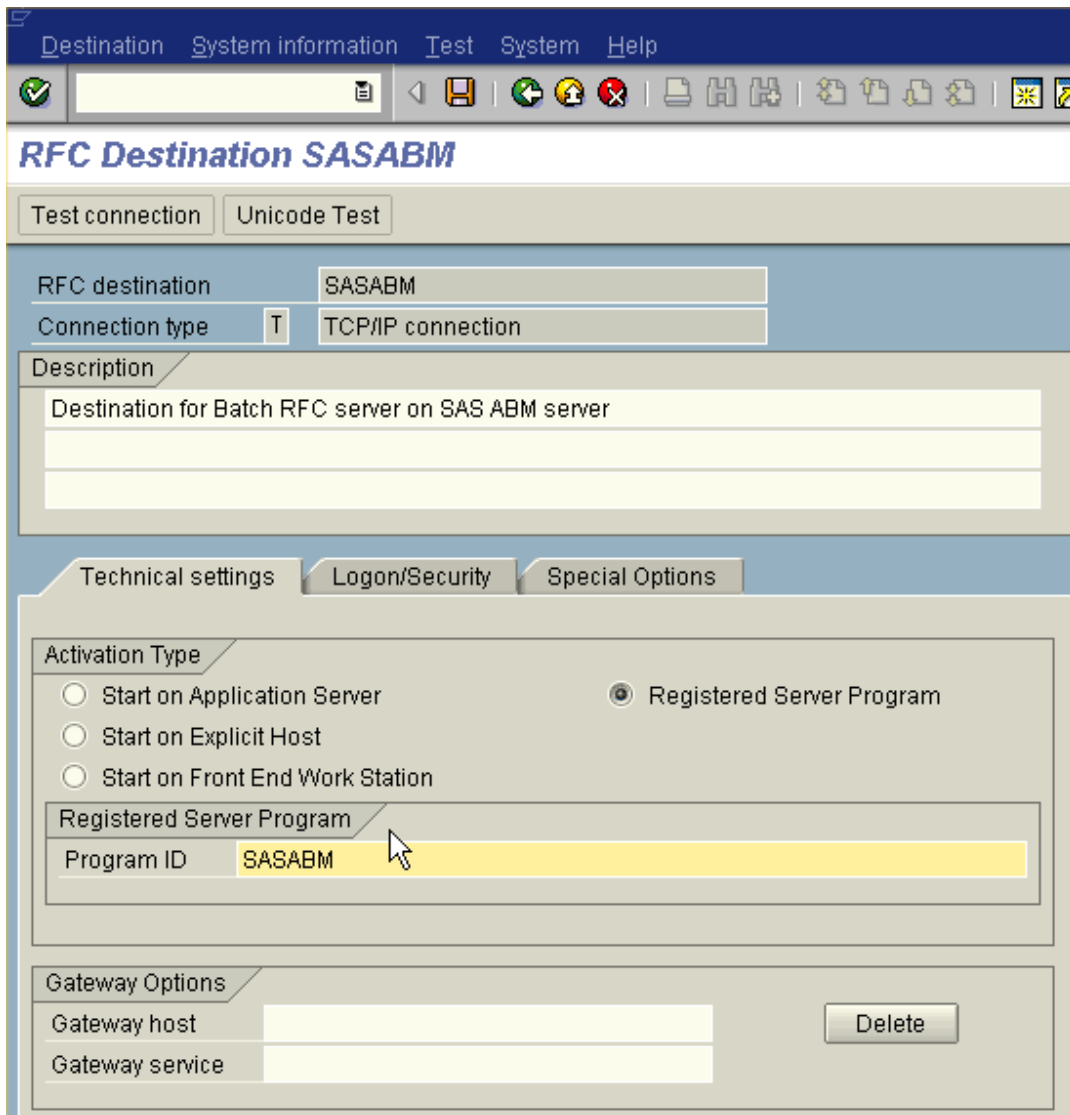 Destination System information Test System Help
RFC Destination SASABM
Test connection Unicode Test
RFC destination SASABM
Connection type T TCP/IP connection
Description
Destination for Batch RFC server on SAS ABM server
Technical settings Logon/Security Special Options
Activation Type
Start on Application Server Registered Server Program
Start on Explicit Host
Start on Front End Work Station
Registered Server Program
Program ID SASABM
Gateway Options
Gateway host Delete
Gateway service